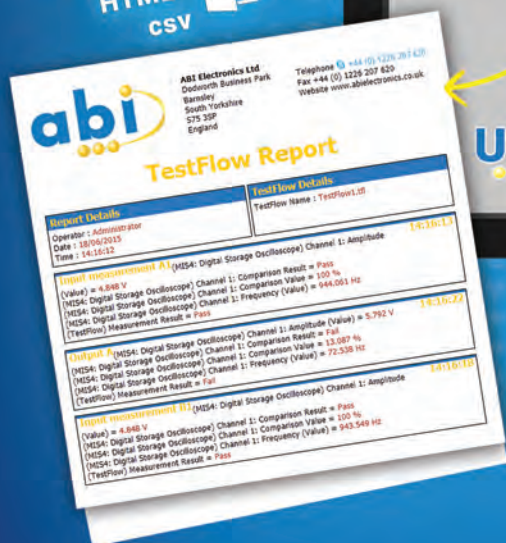 HTML
CSV
abi
ABI Electronics Ltd
Dodworth Business Park
Barnsley
South Yorkshire
S75 3SP
England
Telephone +44 (0) 1226 207 420
Fax +44 (0) 1226 207 620
Website www.abielectronics.co.uk
TestFlow Report
Report Details
Operator : Administrator
Date : 18/06/2015
Time : 14:16:12
TestFlow Details
TestFlow Name : TestFlow1.tfl
Input measurement A1 14:16:13
(MIS4: Digital Storage Oscilloscope) Channel 1: Amplitude
(Value) = 4.848 V
(MIS4: Digital Storage Oscilloscope) Channel 1: Comparison Result = Pass
(MIS4: Digital Storage Oscilloscope) Channel 1: Comparison Value = 100 %
(MIS4: Digital Storage Oscilloscope) Channel 1: Frequency (Value) = 944.061 Hz
(TestFlow) Measurement Result = Pass
Output A 14:16:22
(MIS4: Digital Storage Oscilloscope) Channel 1: Amplitude (Value) = 5.792 V
(MIS4: Digital Storage Oscilloscope) Channel 1: Comparison Result = Fail
(MIS4: Digital Storage Oscilloscope) Channel 1: Comparison Value = 13.087 %
(MIS4: Digital Storage Oscilloscope) Channel 1: Frequency (Value) = 72.538 Hz
(TestFlow) Measurement Result = Fail
Input measurement B1
(MIS4: Digital Storage Oscilloscope) Channel 1: Amplitude
(Value) = 4.848 V
(MIS4: Digital Storage Oscilloscope) Channel 1: Comparison Result = Pass
(MIS4: Digital Storage Oscilloscope) Channel 1: Comparison Value = 100 %
(MIS4: Digital Storage Oscilloscope) Channel 1: Frequency (Value) = 943.549 Hz
(TestFlow) Measurement Result = Pass
U